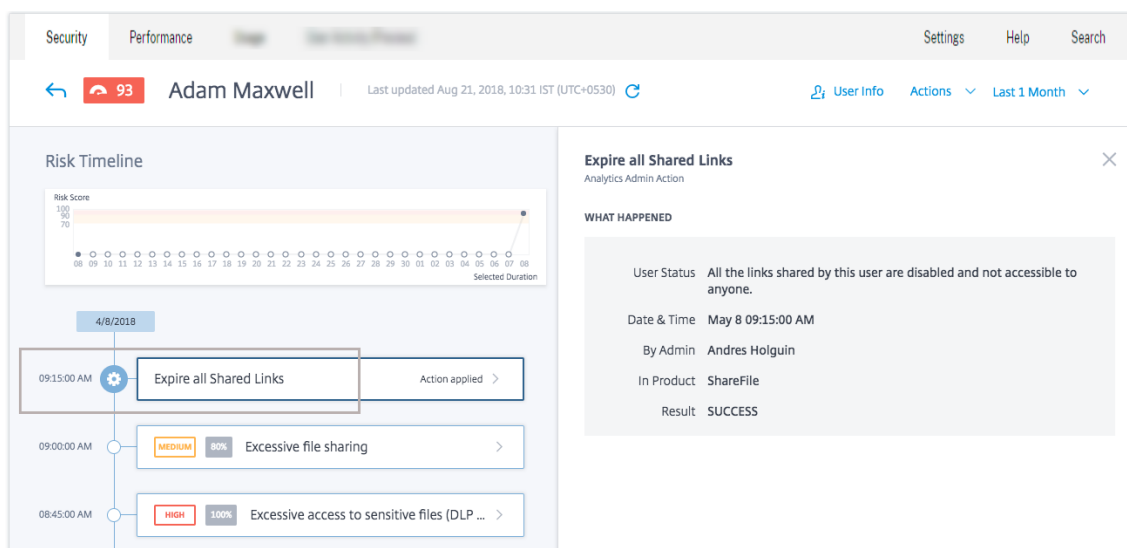 Security Performance Settings Help Search
93 Adam Maxwell Last updated Aug 21, 2018, 10:31 IST (UTC+0530) User Info Actions Last 1 Month
Risk Timeline
Risk Score
100
90
70
08 09 10 11 12 13 14 15 16 17 18 19 20 21 22 23 24 25 26 27 28 29 30 01 02 03 04 05 06 07 08
Selected Duration
4/8/2018
09:15:00 AM Expire all Shared Links Action applied
09:00:00 AM MEDIUM 80% Excessive file sharing
08:45:00 AM HIGH 100% Excessive access to sensitive files (DLP ...
Expire all Shared Links
Analytics Admin Action
WHAT HAPPENED
User Status All the links shared by this user are disabled and not accessible to
anyone.
Date & Time May 8 09:15:00 AM
By Admin Andres Holguin
In Product ShareFile
Result SUCCESS